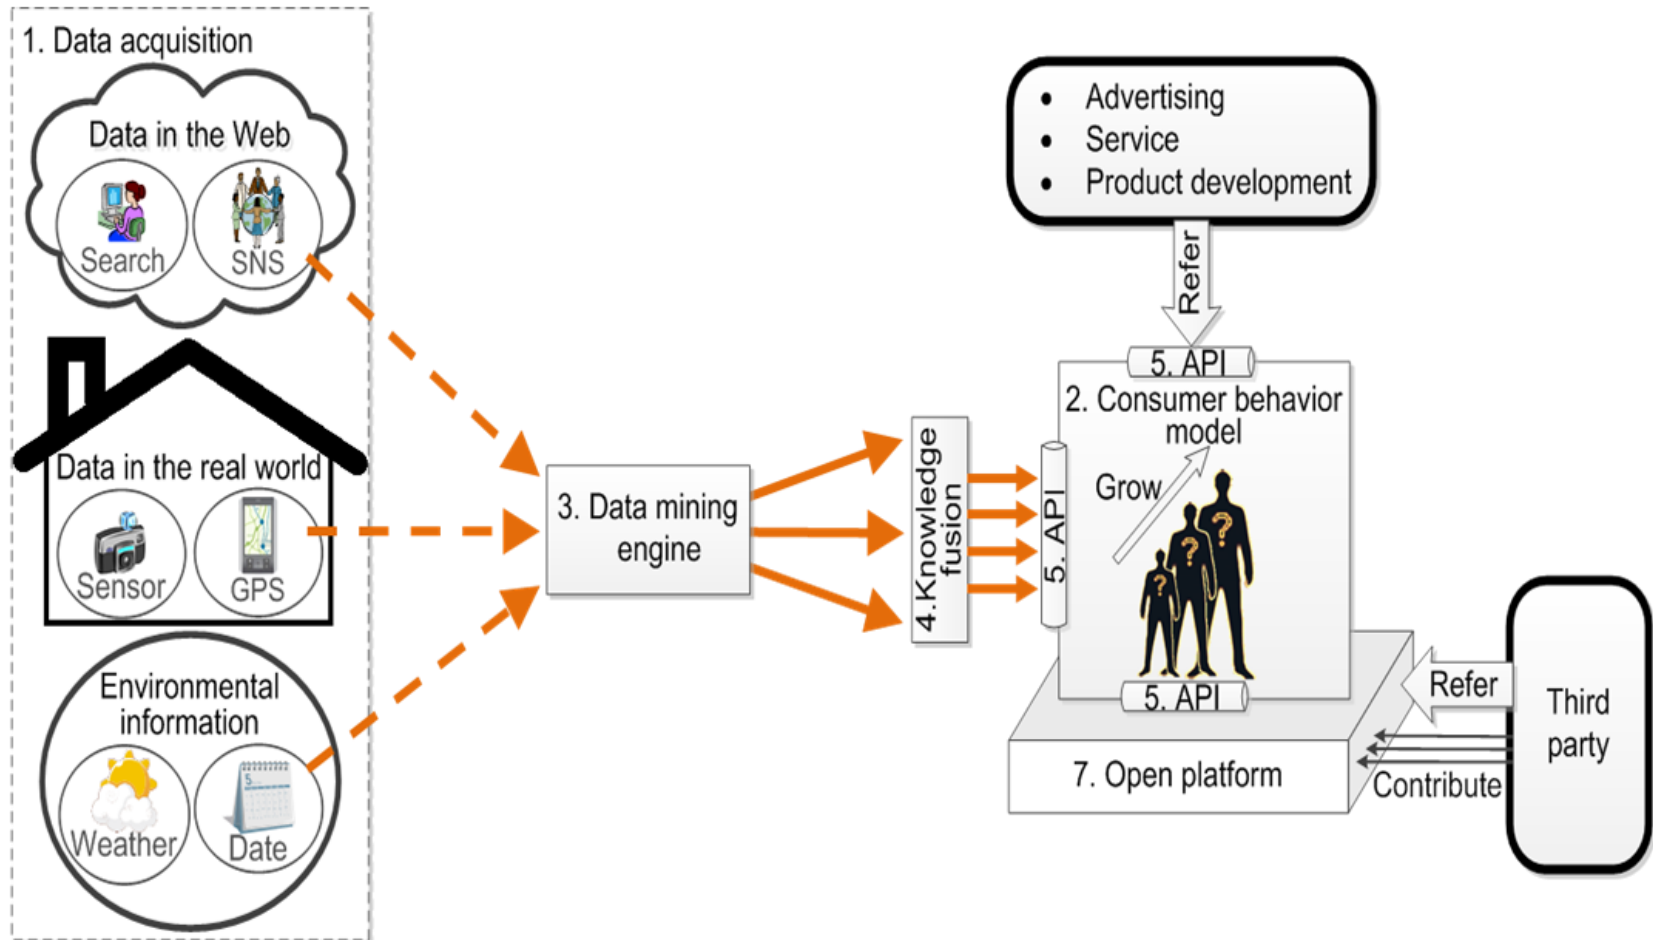 1. Data acquisition
Data in the Web
Search
SNS
Data in the real world
Sensor
GPS
Environmental
information
Weather
5
Date
3. Data mining
engine
4.Knowledge
fusion
5. API
• Advertising
• Service
• Product development
Refer
5. API
2. Consumer behavior
model
Grow
?
?
?
5. API
7. Open platform
Refer
Contribute
Third
party